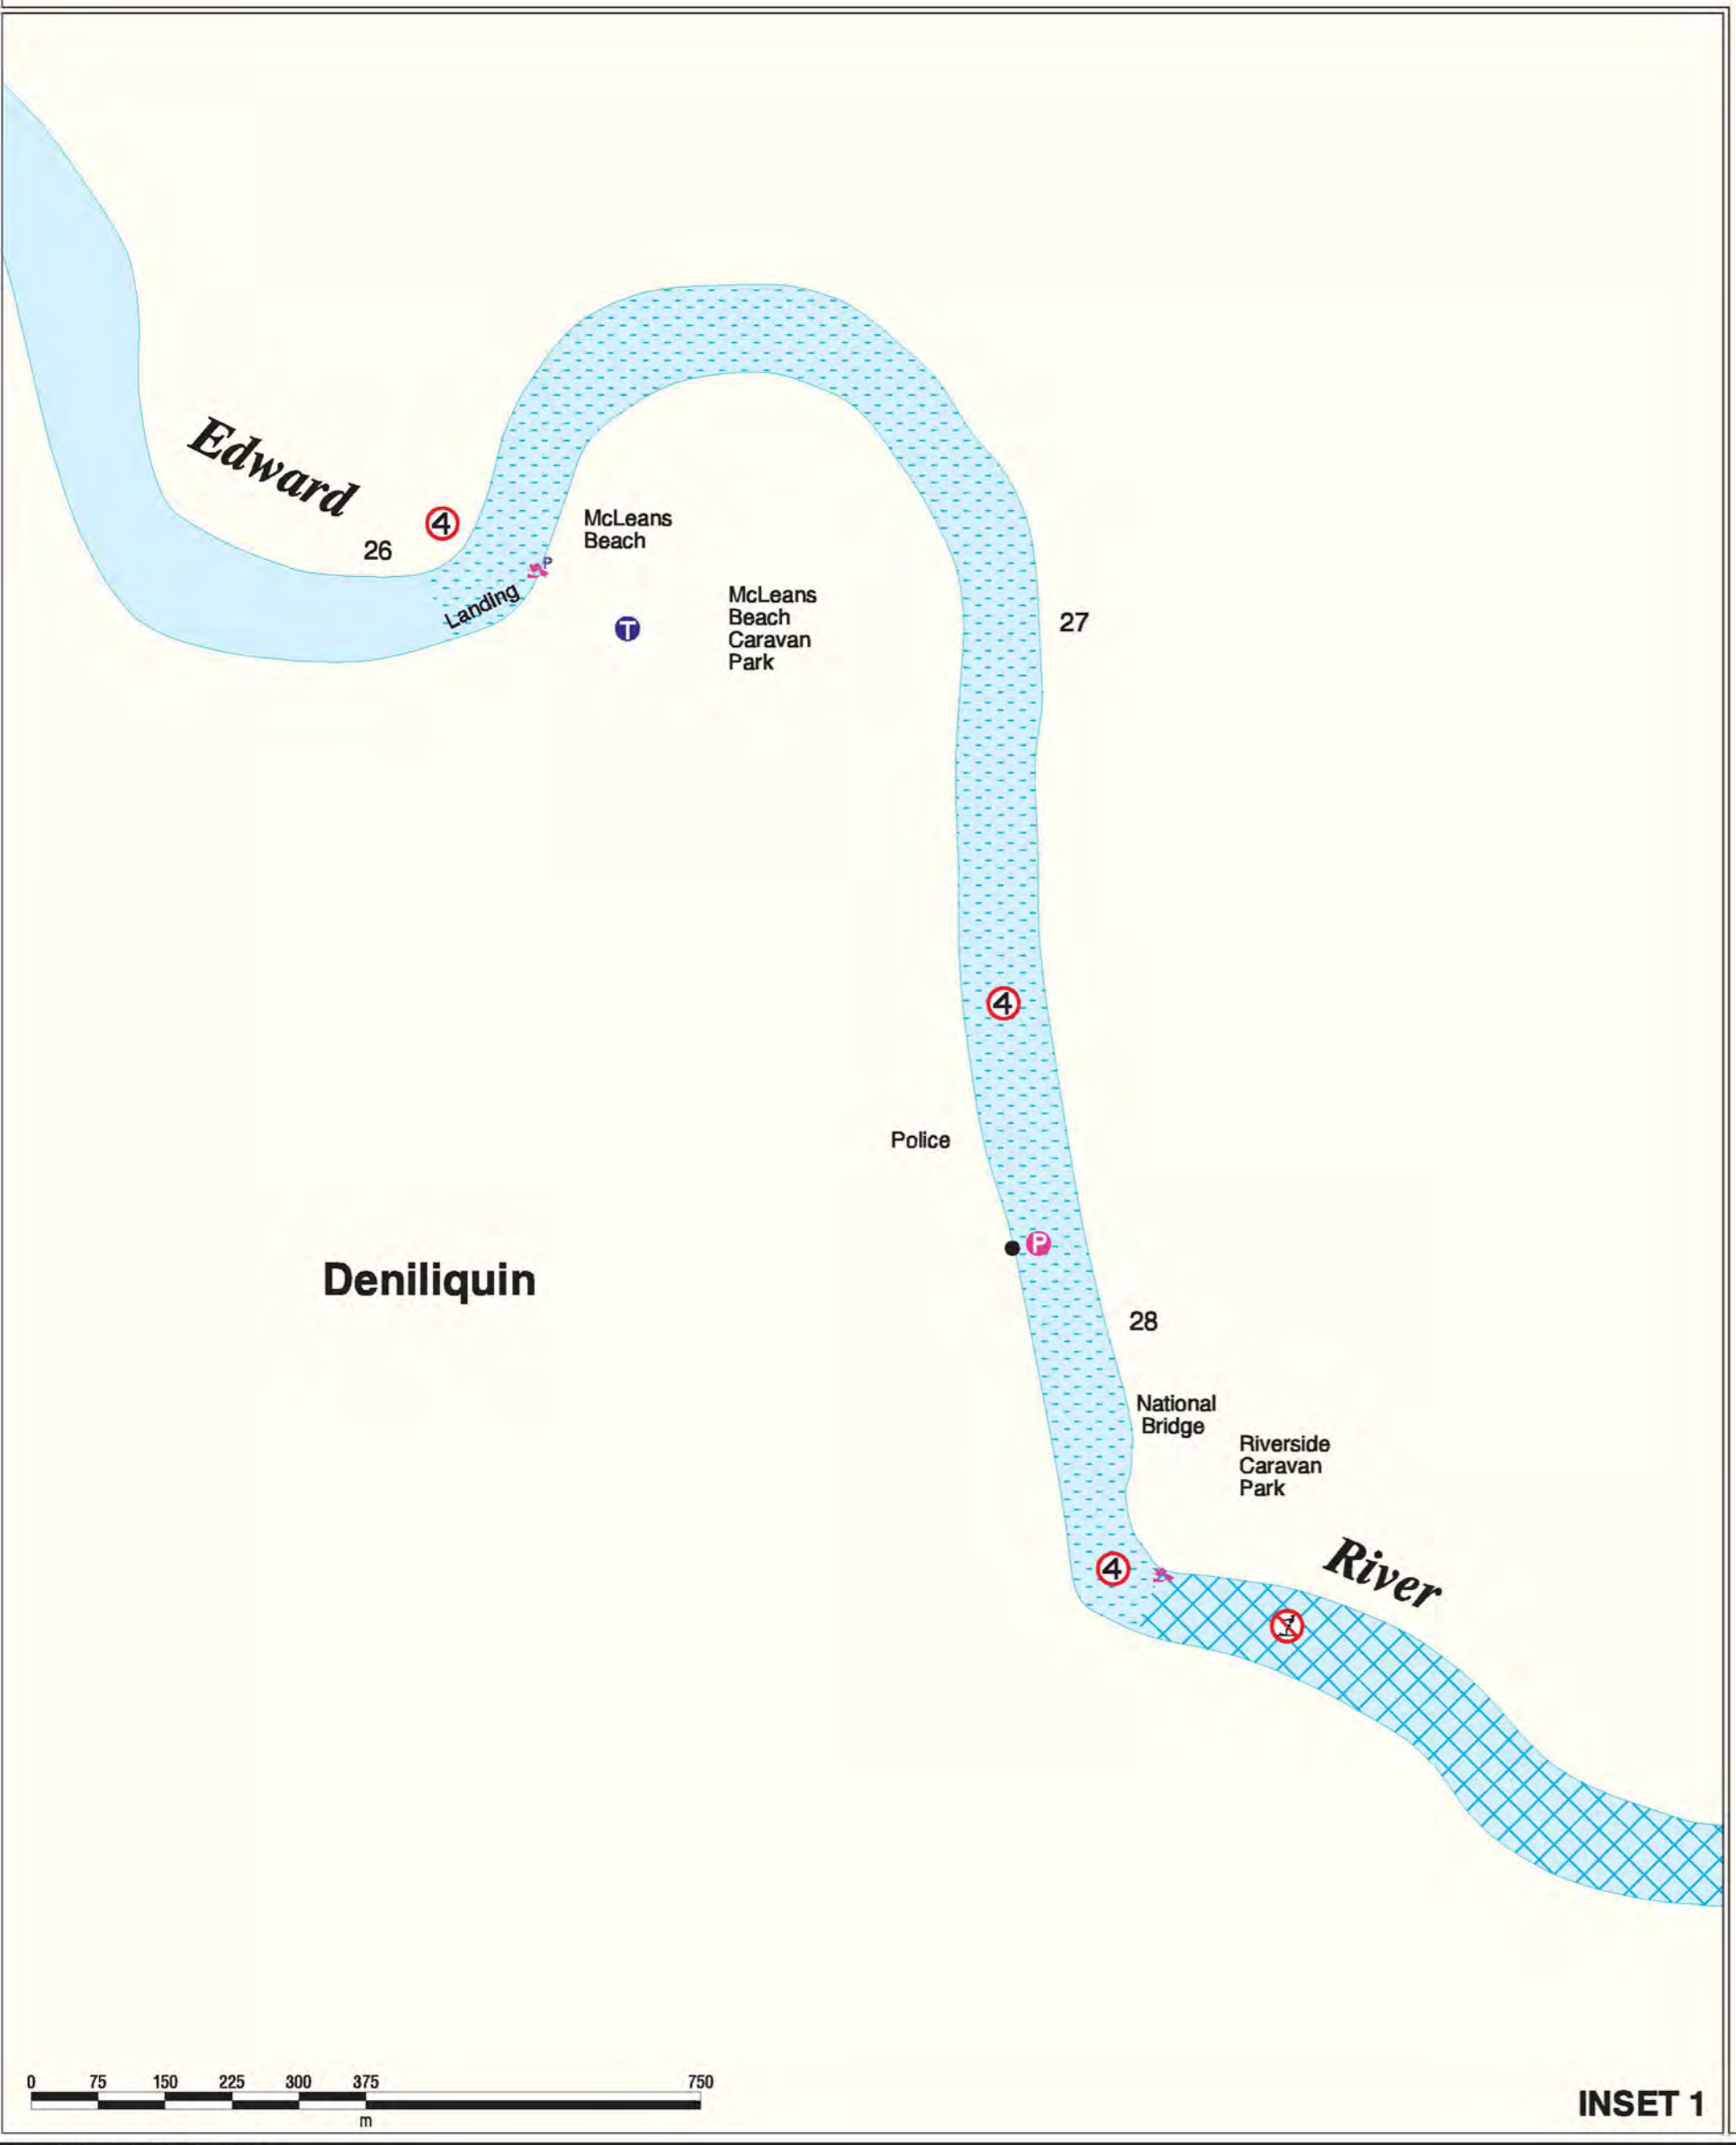 Edward
4
26
McLeans
Beach
P
Landing
T
McLeans
Beach
Caravan
Park
27
4
Police
P
Deniliquin
28
National
Bridge
Riverside
Caravan
Park
4
River
0 75 150 225 300 375 750
m
INSET 1